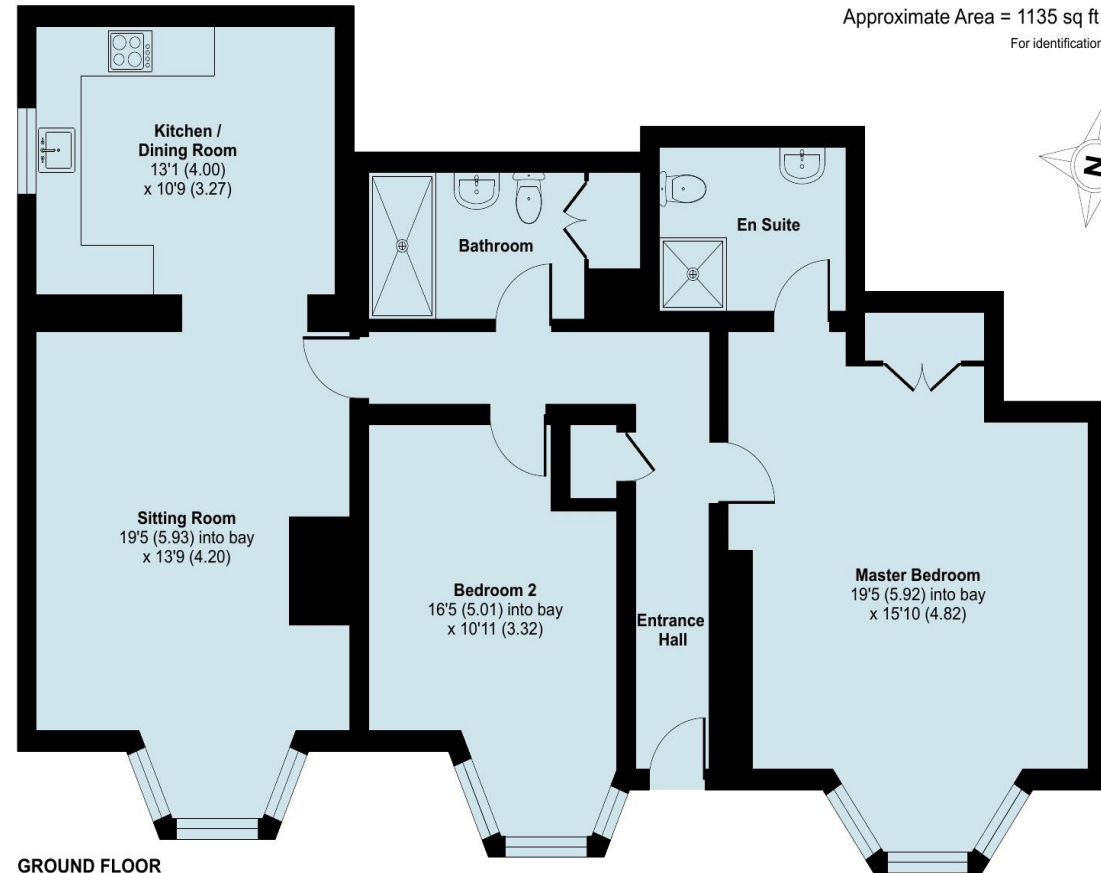 Approximate Area = 1135 sq ft
For identification
N
Kitchen /
Dining Room
13'1 (4.00)
x 10'9 (3.27)
Bathroom
En Suite
Sitting Room
19'5 (5.93) into bay
x 13'9 (4.20)
Bedroom 2
16'5 (5.01) into bay
x 10'11 (3.32)
Entrance
Hall
Master Bedroom
19'5 (5.92) into bay
x 15'10 (4.82)
GROUND FLOOR